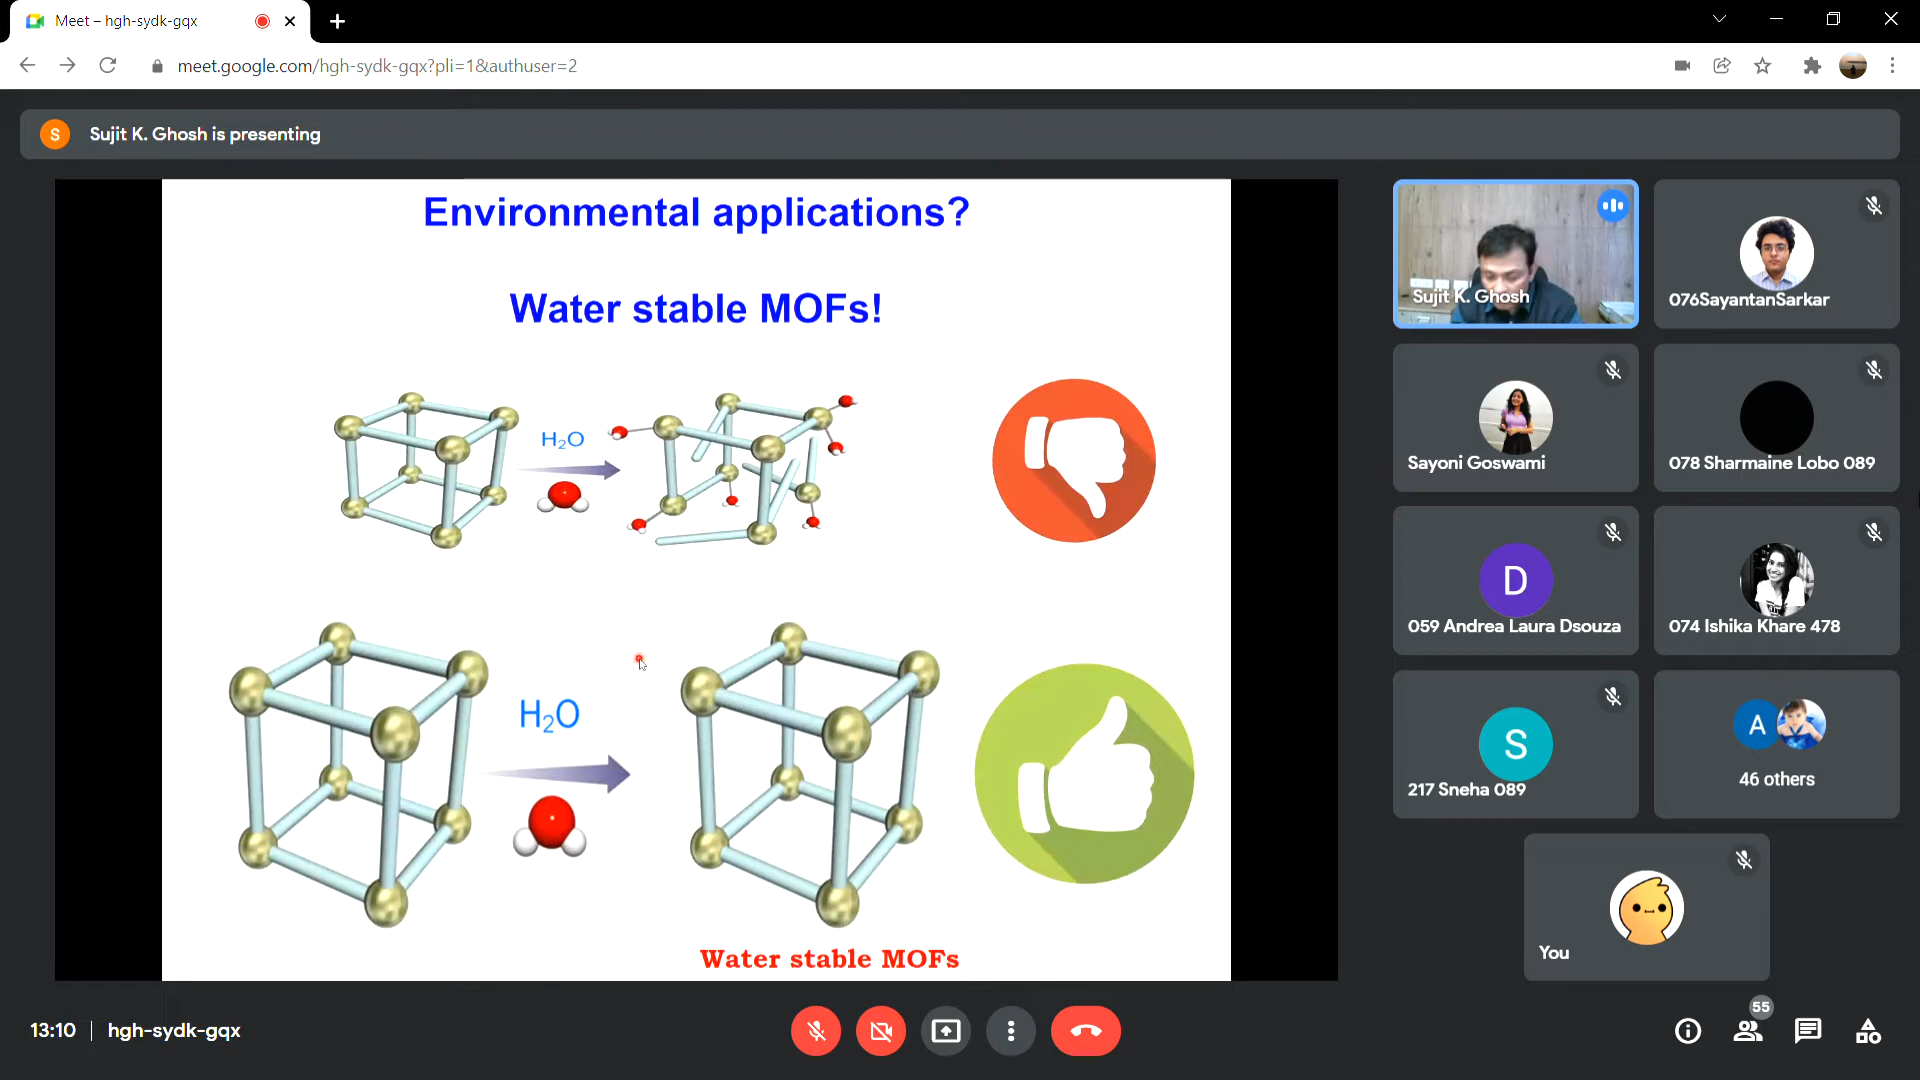 Meet – hgh-sydk-gqx
meet.google.com/hgh-sydk-gqx?pli=1&authuser=2
S
Sujit K. Ghosh is presenting
Environmental applications?
Water stable MOFs!
H₂O
H₂O
Water stable MOFs
Sujit K. Ghosh
076SayantanSarkar
Sayoni Goswami
078 Sharmaine Lobo 089
D
059 Andrea Laura Dsouza
074 Ishika Khare 478
S
217 Sneha 089
A
46 others
You
13:10
hgh-sydk-gqx
55